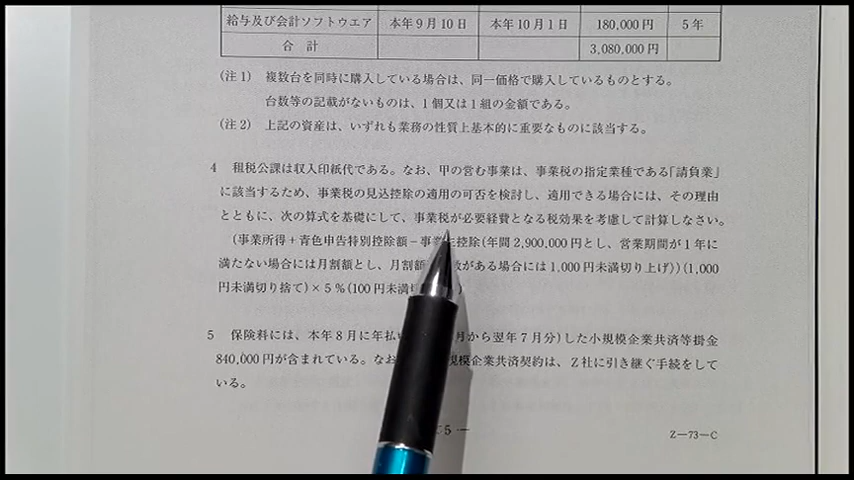 給与及び会計ソフトウエア 本年9月10日 本年10月1日 180,000円 5年
合 計 3,080,000円
(注1) 複数台を同時に購入している場合は、同一価格で購入しているものとする。
台数等の記載がないものは、1個又は1組の金額である。
(注2) 上記の資産は、いずれも業務の性質上基本的に重要なものに該当する。
4 租税公課は収入印紙代である。なお、甲の営む事業は、事業税の指定業種である「請負業」
に該当するため、事業税の見込控除の適用の可否を検討し、適用できる場合には、その理由
とともに、次の算式を基礎にして、事業税が必要経費となる税効果を考慮して計算しなさい。
(事業所得+青色申告特別控除額-事業主控除(年間2,900,000円とし、営業期間が1年に
満たない場合には月割額とし、月割額 数がある場合には1,000円未満切り上げ))(1,000
円未満切り捨て)×5%(100円未満 )
5 保険料には、本年8月に年払 月から翌年7月分)した小規模企業共済等掛金
840,000円が含まれている。なお 規模企業共済契約は、Z社に引き継ぐ手続をして
いる。
5 ー
Z-73-C